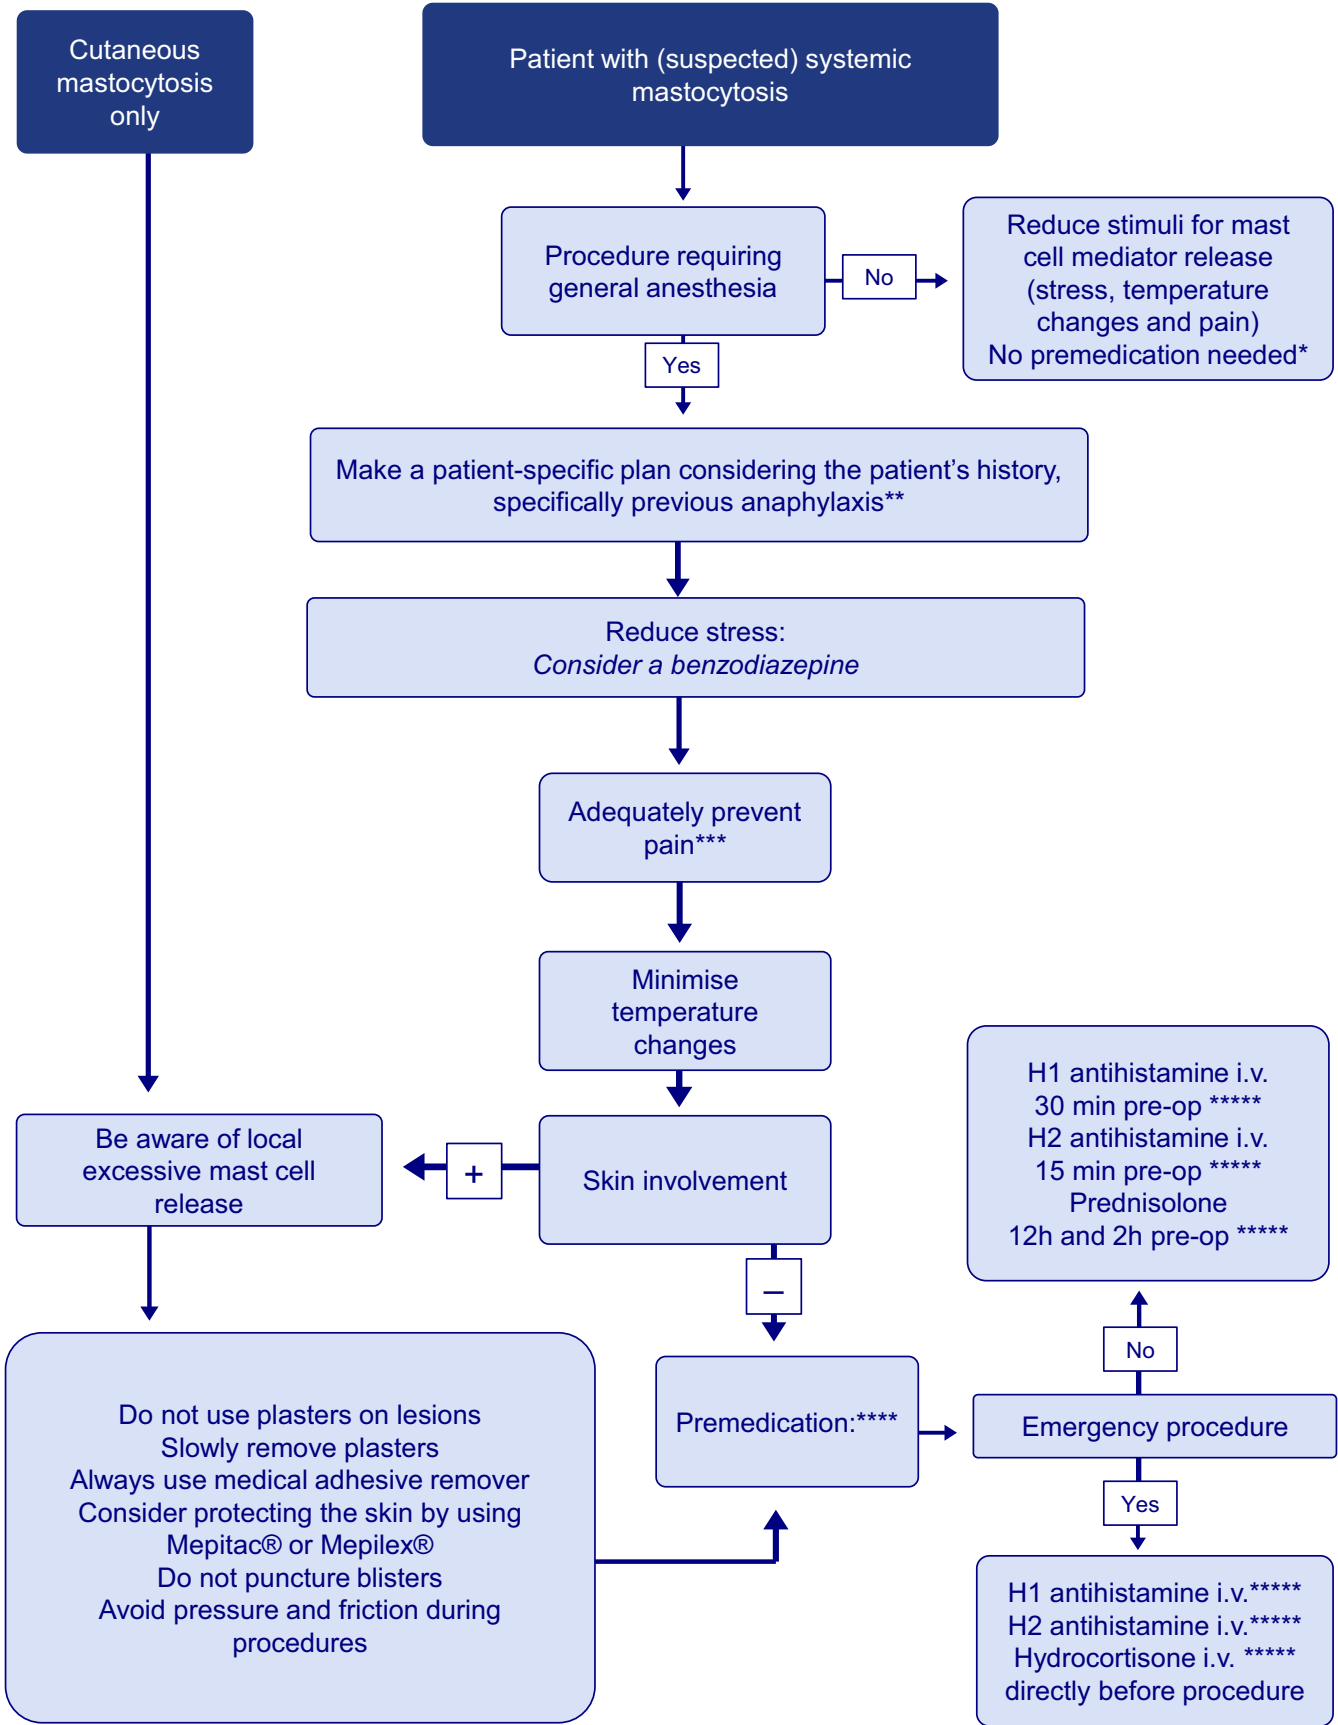 Cutaneous
mastocytosis
only
Patient with (suspected) systemic
mastocytosis
Procedure requiring
general anesthesia
No
Reduce stimuli for mast
cell mediator release
(stress, temperature
changes and pain)
No premedication needed*
Yes
Make a patient-specific plan considering the patient’s history,
specifically previous anaphylaxis**
Reduce stress:
Consider a benzodiazepine
Adequately prevent
pain***
Minimise
temperature
changes
Skin involvement
+
Be aware of local
excessive mast cell
release
–
Do not use plasters on lesions
Slowly remove plasters
Always use medical adhesive remover
Consider protecting the skin by using
Mepitac® or Mepilex®
Do not puncture blisters
Avoid pressure and friction during
procedures
Premedication:****
Emergency procedure
No
H1 antihistamine i.v.
30 min pre-op *****
H2 antihistamine i.v.
15 min pre-op *****
Prednisolone
12h and 2h pre-op *****
Yes
H1 antihistamine i.v.*****
H2 antihistamine i.v.*****
Hydrocortisone i.v. *****
directly before procedure